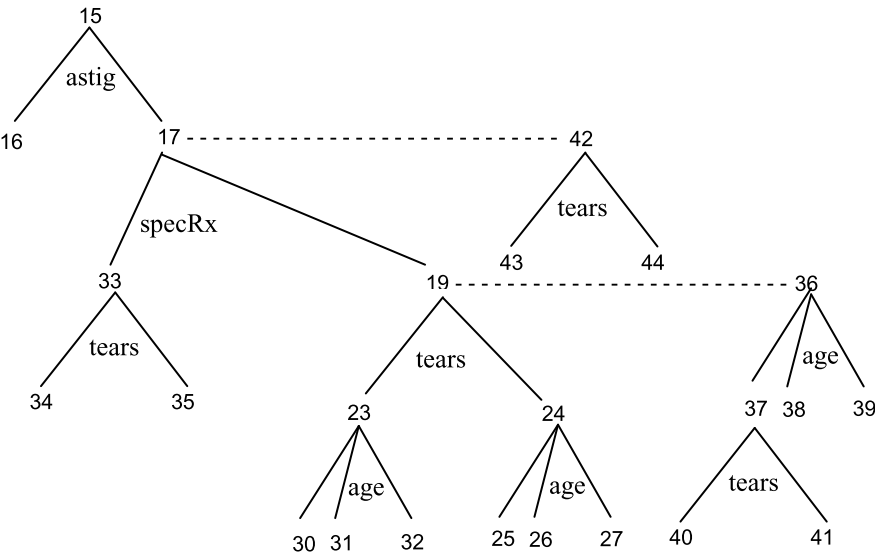 15
astig
16 17 42
specRx tears
43 44
33 19 36
tears tears age
34 35 23 24 37 38 39
age age tears
30 31 32 25 26 27 40 41